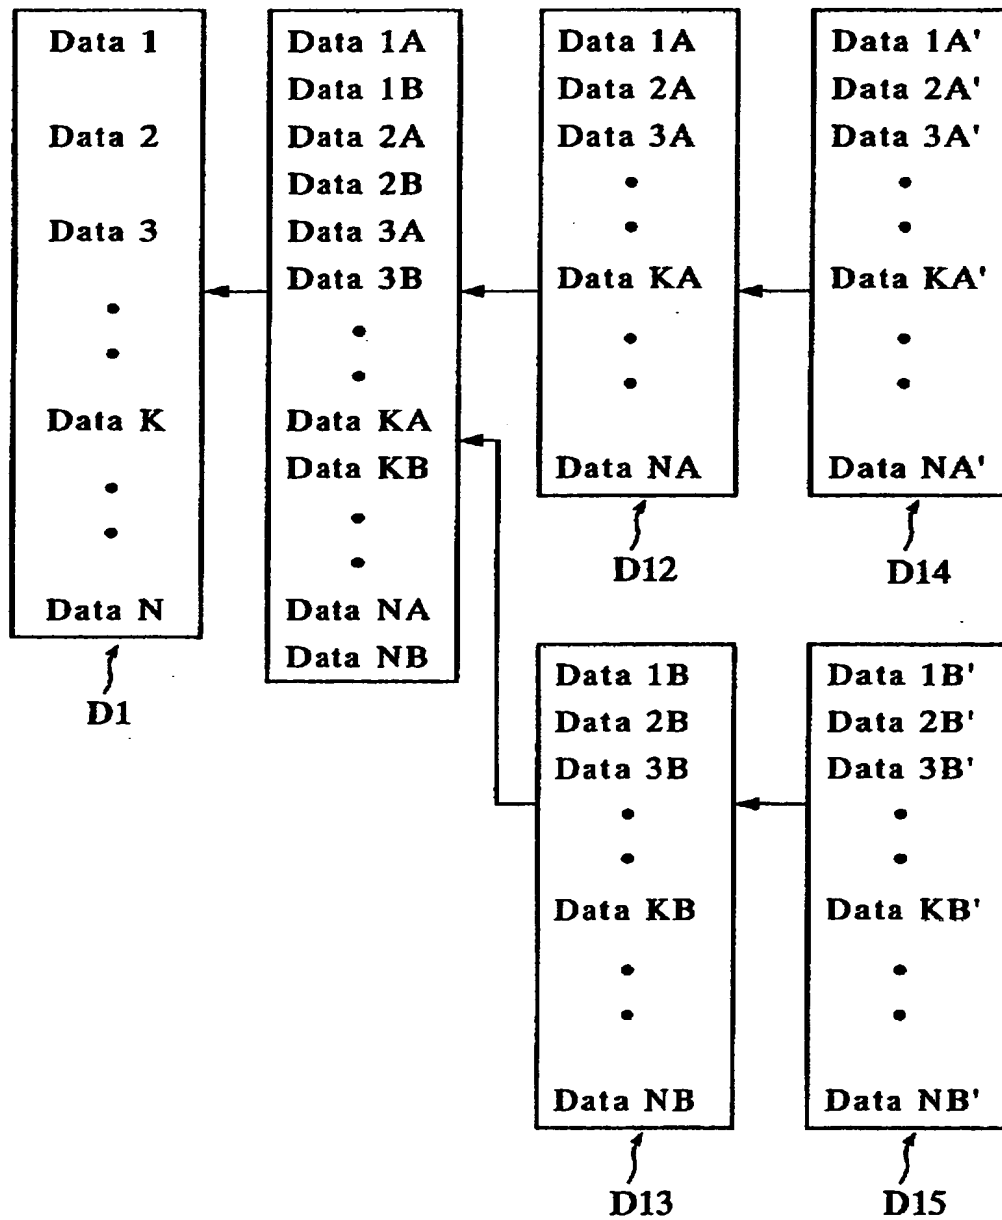 Data 1
Data 2
Data 3
Data K
Data N
D1
Data 1A
Data 1B
Data 2A
Data 2B
Data 3A
Data 3B
Data KA
Data KB
Data NA
Data NB
Data 1A
Data 2A
Data 3A
Data KA
Data NA
D12
Data 1A'
Data 2A'
Data 3A'
Data KA'
Data NA'
D14
Data 1B
Data 2B
Data 3B
Data KB
Data NB
D13
Data 1B'
Data 2B'
Data 3B'
Data KB'
Data NB'
D15